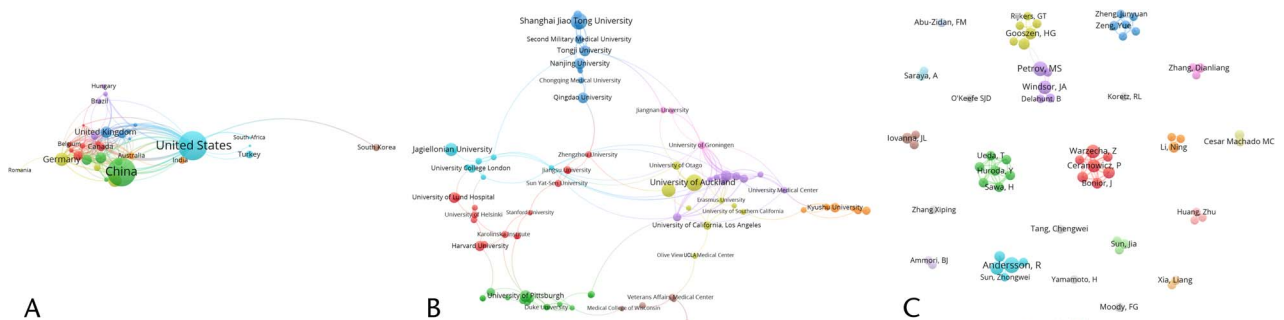 Hungary
Brazil
United Kingdom
Belgium
Canada
Germany
Australia
India
China
Romania
United States
South-Africa
Turkey
South Korea
A
Shanghai Jiao Tong University
Second Military Medical University
Tongji University
Nanjing University
Chongqing Medical University
Qingdao University
Jiangnan University
Jagiellonian University
University College London
Zhengzhou University
Jiangsu University
Sun Yat-Sen University
University of Groningen
University of Otago
University of Auckland
University Medical Center
Erasmus University
University of Southern California
Kyushu University
University of California, Los Angeles
University of Lund Hospital
University of Helsinki
Stanford University
Karolinska Institute
Harvard University
Olive View UCLA Medical Center
University of Pittsburgh
Duke University
Veterans Affairs Medical Center
Medical College of Wisconsin
B
Abu-Zidan, FM
Rijkers, GT
Gooszen, HG
Zheng, Junyuan
Zeng, Yue
Saraya, A
Petrov, MS
Windsor, JA
Delahunt, B
Zhang, Dianliang
O'Keefe SJD
Koretz, RL
Iovanna, JL
Ueda, T
Huroda, Y
Sawa, H
Warzecha, Z
Ceranowicz, P
Bonior, J
Li, Ning
Cesar Machado MC
Zhang Xiping
Tang, Chengwei
Huang, Zhu
Sun, Jia
Ammori, BJ
Andersson, R
Sun, Zhongwei
Yamamoto, H
Xia, Liang
Moody, FG
C